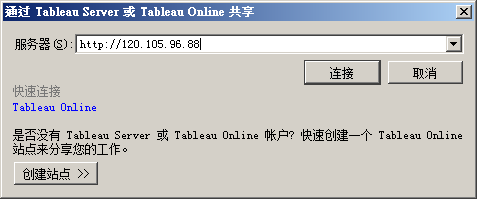 通过 Tableau Server 或 Tableau Online 共享
服务器(S): http://120.105.96.88
连接 取消
快速连接
Tableau Online
是否没有 Tableau Server 或 Tableau Online 帐户? 快速创建一个 Tableau Online
站点来分享您的工作。
创建站点 >>